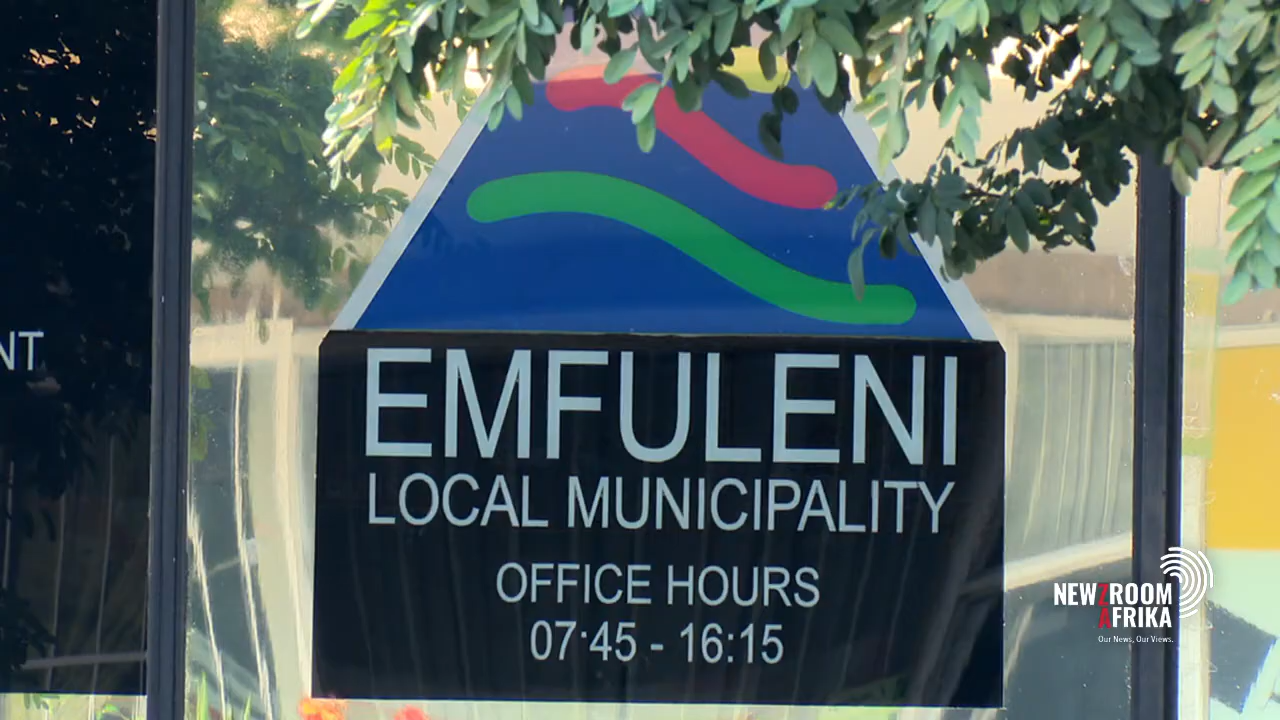 NT
EMFULENI
LOCAL MUNICIPALITY
OFFICE HOURS
07:45 - 16:15
NEWZROOM
AFRIKA
Our News, Our Views.